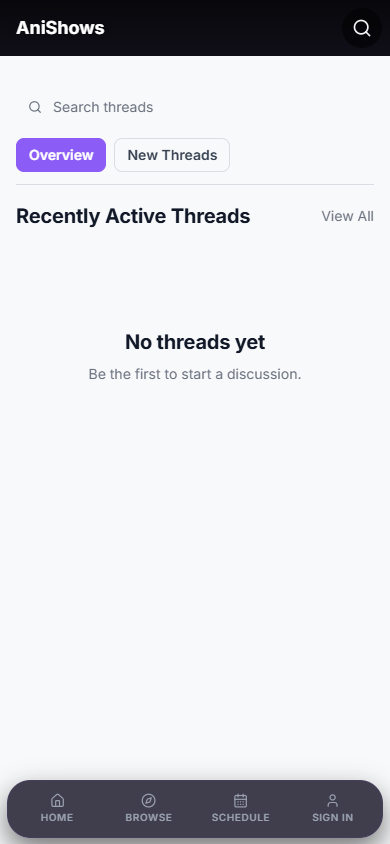 AniShows
Search threads
Overview
New Threads
Recently Active Threads
View All
No threads yet
Be the first to start a discussion.
HOME
BROWSE
SCHEDULE
SIGN IN